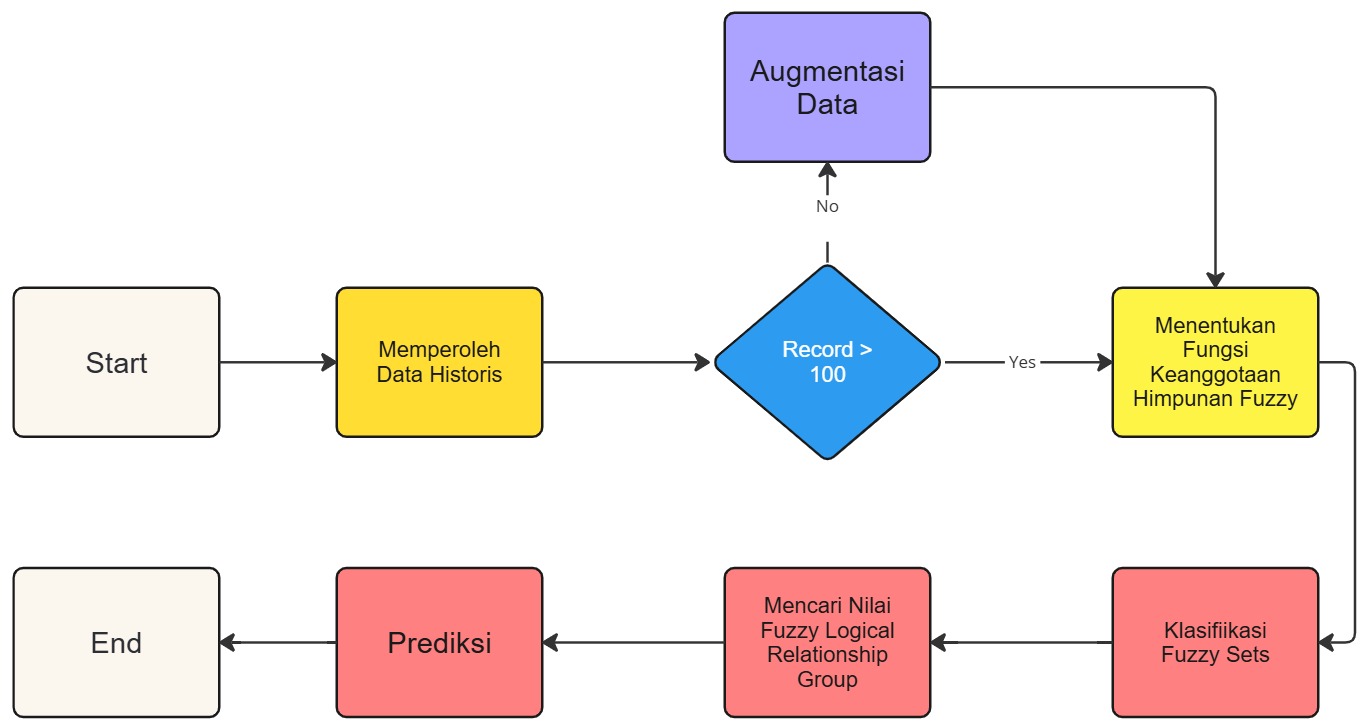 Augmentasi
Data
No
Start
Memperoleh
Data Historis
Record >
100
Yes
Menentukan
Fungsi
Keanggotaan
Himpunan Fuzzy
End
Prediksi
Mencari Nilai
Fuzzy Logical
Relationship
Group
Klasifiikasi
Fuzzy Sets